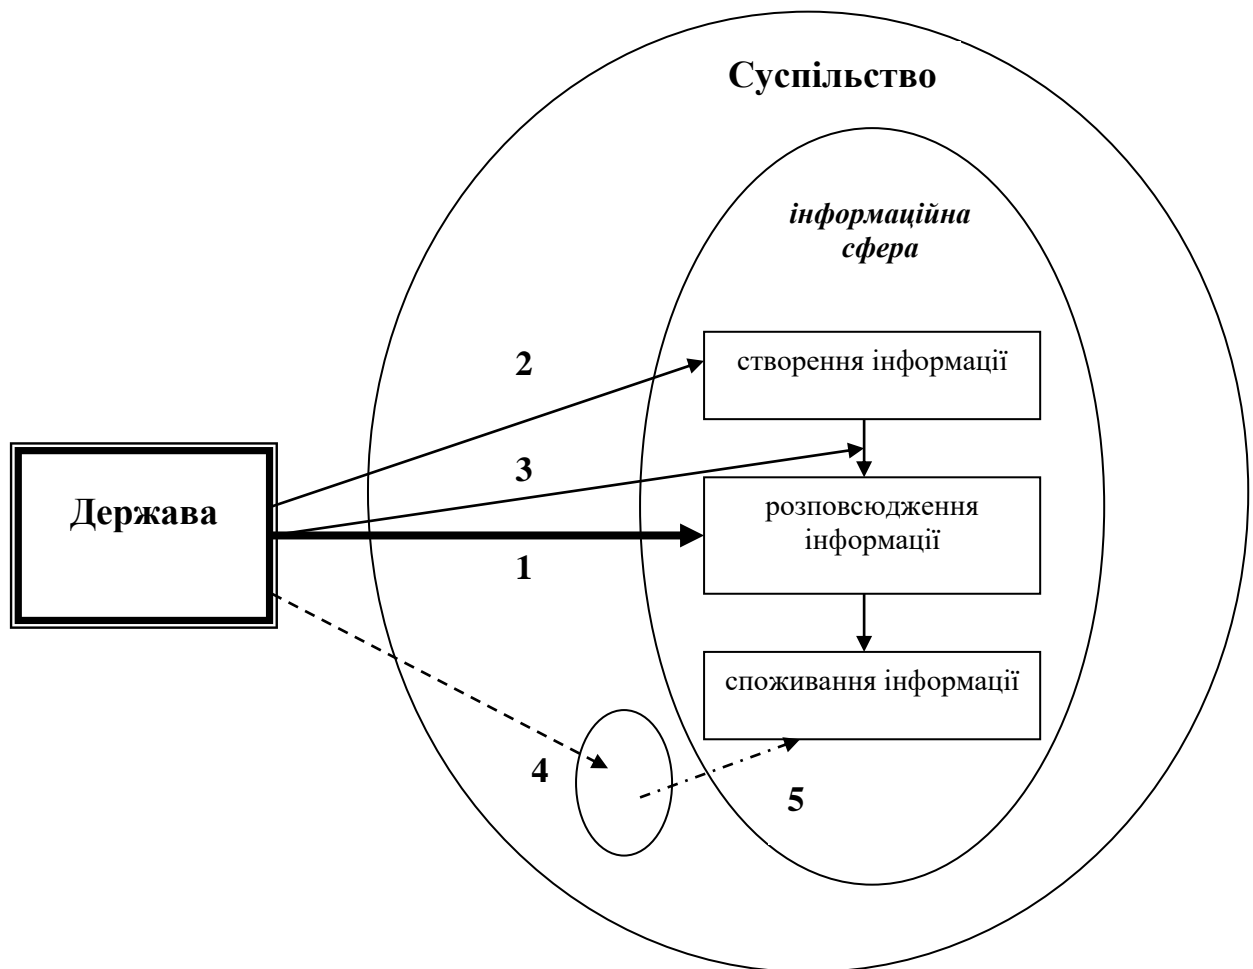 Суспільство
інформаційна
сфера
2
створення інформації
3
Держава
розповсюдження
інформації
1
споживання інформації
4
5